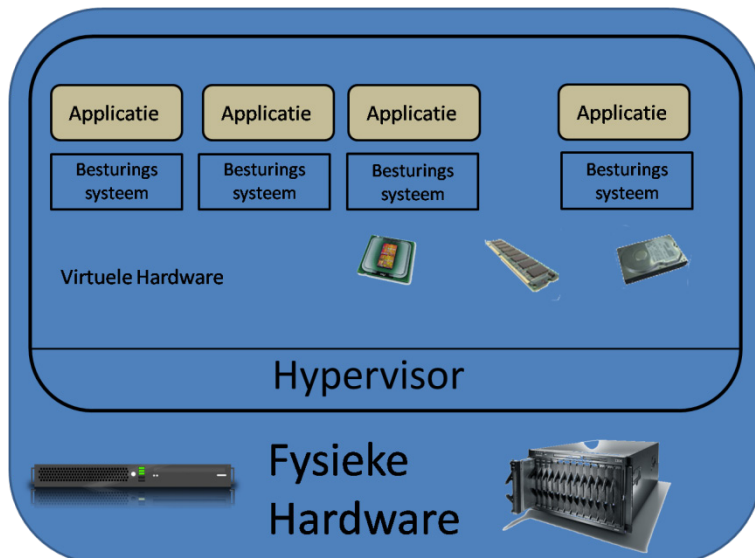 Applicatie Applicatie Applicatie Applicatie
Besturings Besturings Besturings Besturings
systeem systeem systeem systeem
Virtuele Hardware
Hypervisor
Fysieke
Hardware